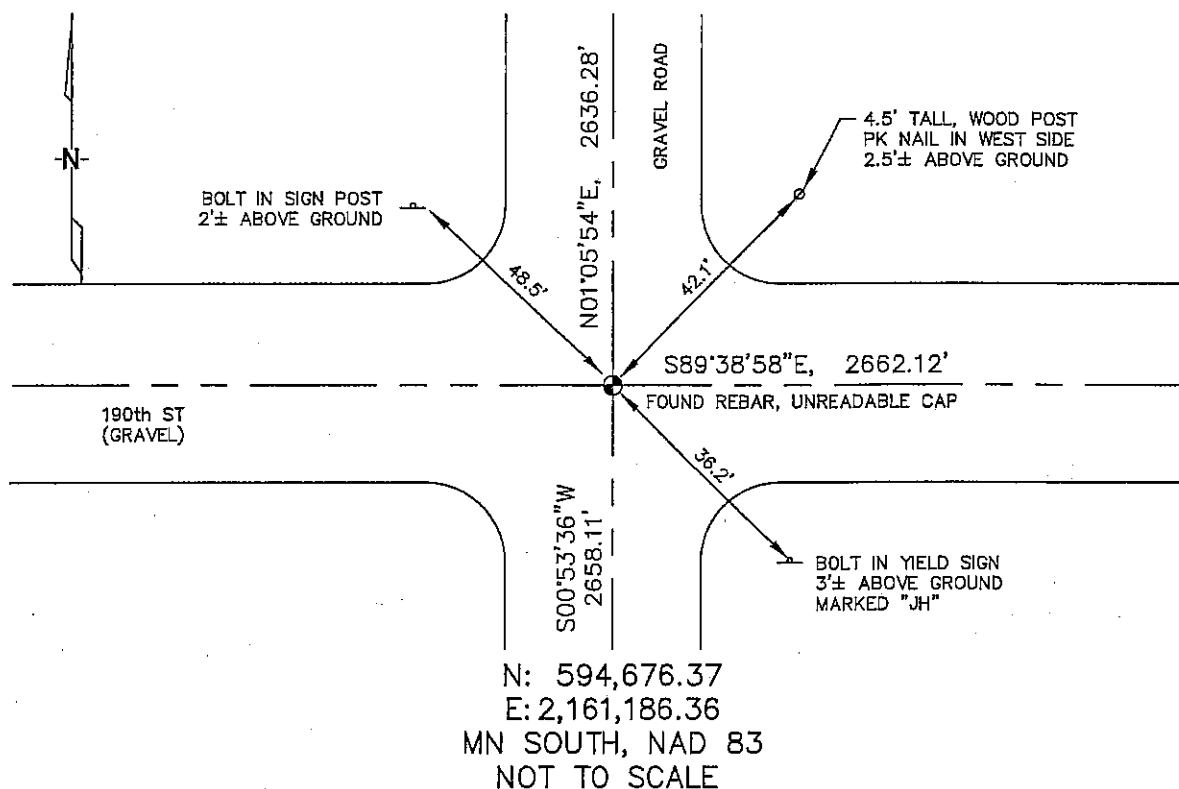 N01°05'54"E, 2636.28'
GRAVEL ROAD
4.5' TALL, WOOD POST
PK NAIL IN WEST SIDE
2.5'± ABOVE GROUND
N
BOLT IN SIGN POST
2'± ABOVE GROUND
48.5'
42.1'
S89°38'58"E, 2662.12'
FOUND REBAR, UNREADABLE CAP
190th ST
(GRAVEL)
36.2'
S00°53'36"W
2658.11'
BOLT IN YIELD SIGN
3'± ABOVE GROUND
MARKED "JH"
N: 594,676.37
E: 2,161,186.36
MN SOUTH, NAD 83
NOT TO SCALE